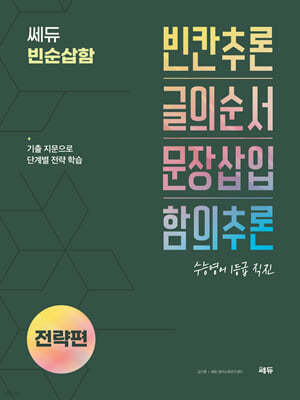 쎄듀
빈순삽함
빈칸추론
글의순서
문장삽입
함의추론
+
기출 지문으로
단계별 전략 학습
수능영어 1등급 직진
전략편
쎄듀